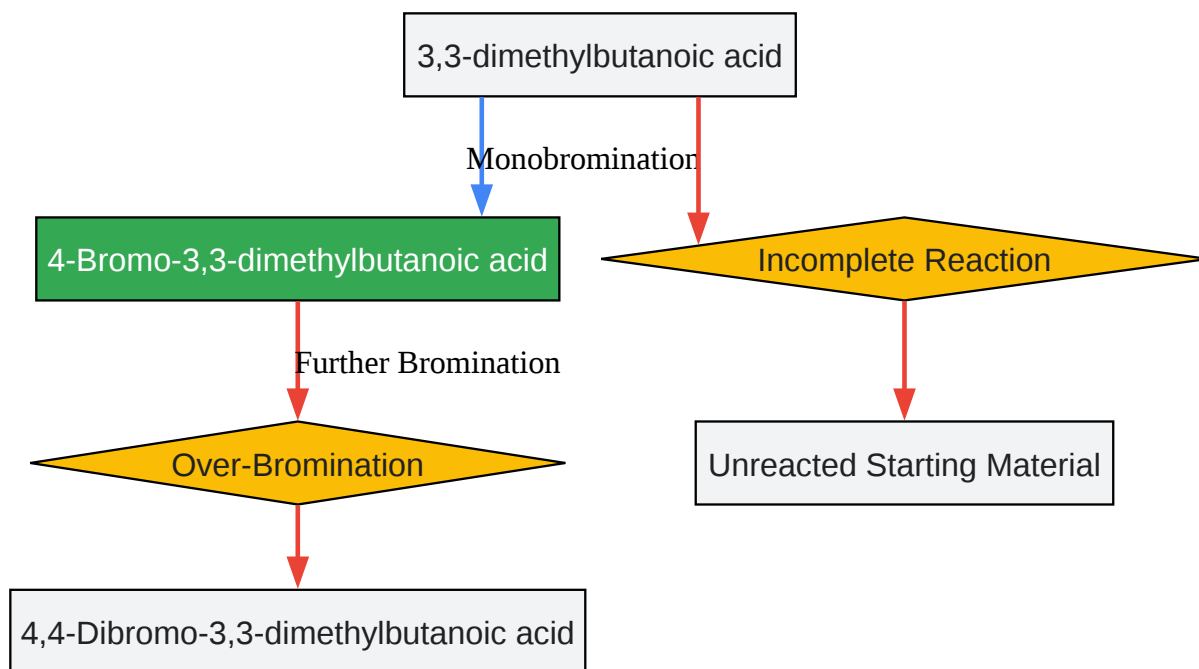 3,3-dimethylbutanoic acid
Monobromination
4-Bromo-3,3-dimethylbutanoic acid
Incomplete Reaction
Further Bromination
Over-Bromination
Unreacted Starting Material
4,4-Dibromo-3,3-dimethylbutanoic acid